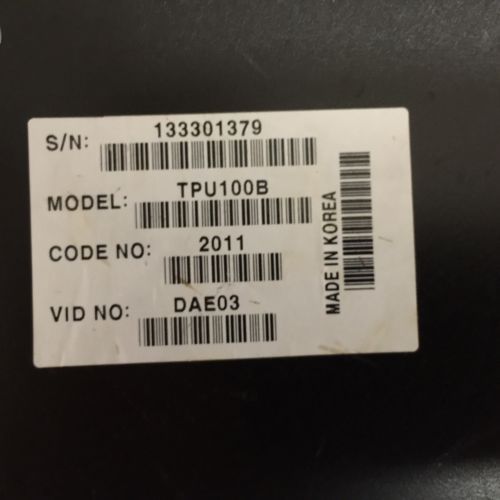 S/N: 133301379
MODEL: TPU100B
CODE NO: 2011
VID NO: DAE03
MADE IN KOREA